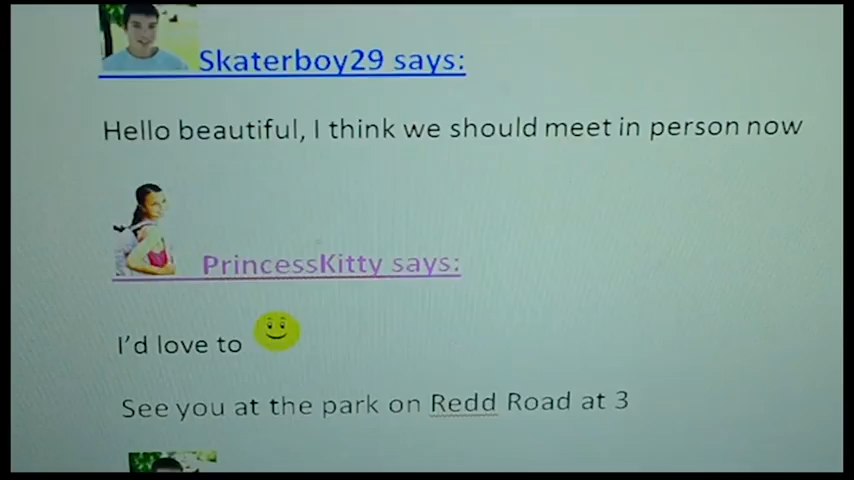 Skaterboy29 says:
Hello beautiful, I think we should meet in person now
PrincessKitty says:
I'd love to
See you at the park on Redd Road at 3